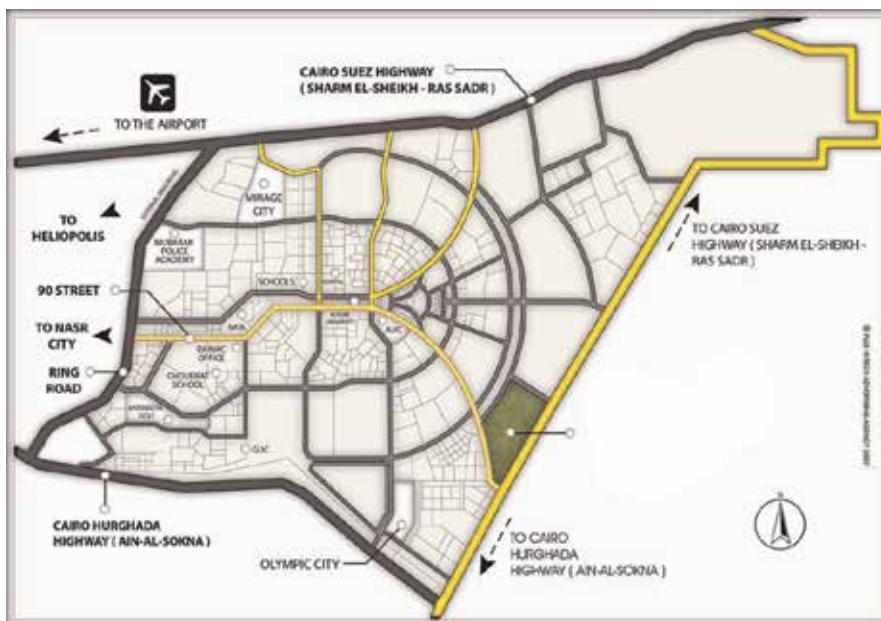 CAIRO SUEZ HIGHWAY
( SHARM EL-SHEIKH - RAS SADR )
TO THE AIRPORT
MIRAGE
CITY
TO
HELIOPOLIS
MUBARAK
POLICE
ACADEMY
TO CAIRO SUEZ
HIGHWAY ( SHARM EL-SHEIKH -
RAS SADR )
SCHOOLS
90 STREET
TO NASR
CITY
AUC
OFFICE
SCHOOL
RING
ROAD
GUC
N
CAIRO HURGHADA
HIGHWAY ( AIN-AL-SOKNA )
OLYMPIC CITY
TO CAIRO
HURGHADA
HIGHWAY ( AIN-AL-SOKNA )